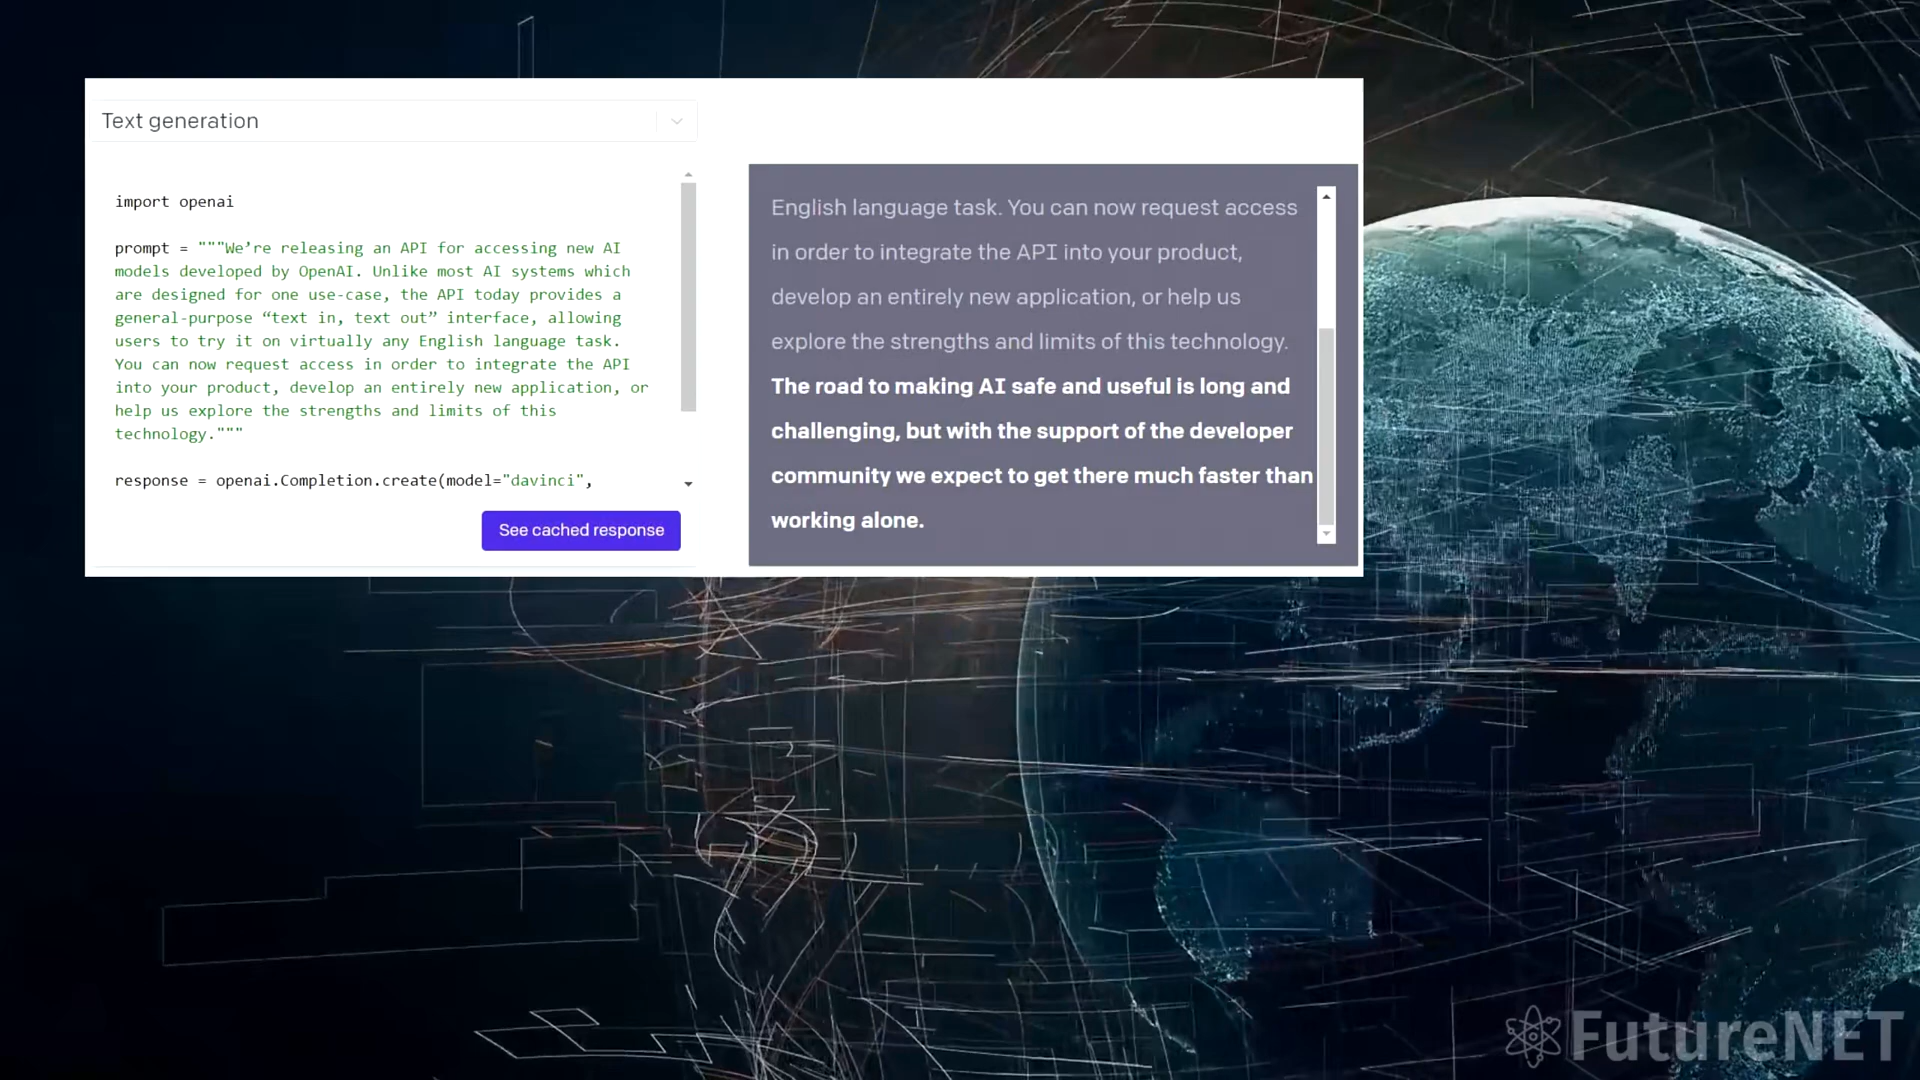 Text generation
import openai
prompt = """We’re releasing an API for accessing new AI
models developed by OpenAI. Unlike most AI systems which
are designed for one use-case, the API today provides a
general-purpose “text in, text out” interface, allowing
users to try it on virtually any English language task.
You can now request access in order to integrate the API
into your product, develop an entirely new application, or
help us explore the strengths and limits of this
technology."""
response = openai.Completion.create(model="davinci",
See cached response
English language task. You can now request access
in order to integrate the API into your product,
develop an entirely new application, or help us
explore the strengths and limits of this technology.
The road to making AI safe and useful is long and
challenging, but with the support of the developer
community we expect to get there much faster than
working alone.
FutureNET